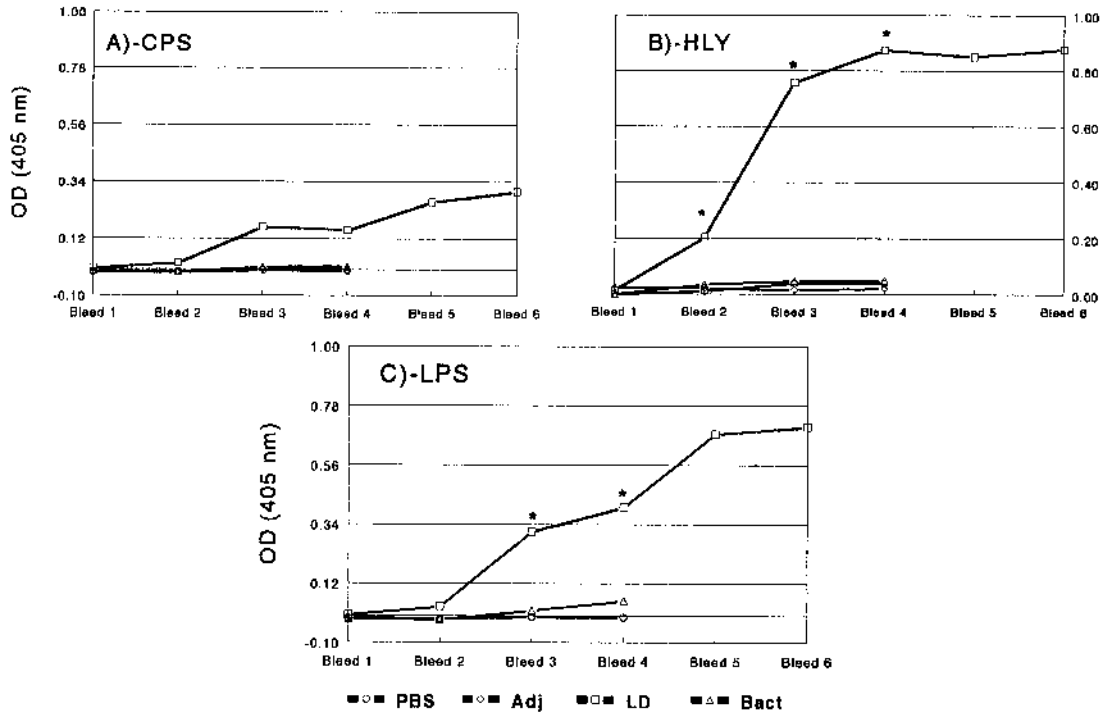 A)-CPS
OD (405 nm)
1.00
0.76
0.56
0.34
0.12
-0.10
Bleed 1 Bleed 2 Bleed 3 Bleed 4 Bleed 5 Bleed 6
B)-HLY
*
*
*
1.00
0.80
0.60
0.40
0.20
0.00
Bleed 1 Bleed 2 Bleed 3 Bleed 4 Bleed 5 Bleed 6
C)-LPS
OD (405 nm)
1.00
0.78
0.56
0.34
0.12
-0.10
*
*
Bleed 1 Bleed 2 Bleed 3 Bleed 4 Bleed 5 Bleed 6
PBS Adj LD Bact